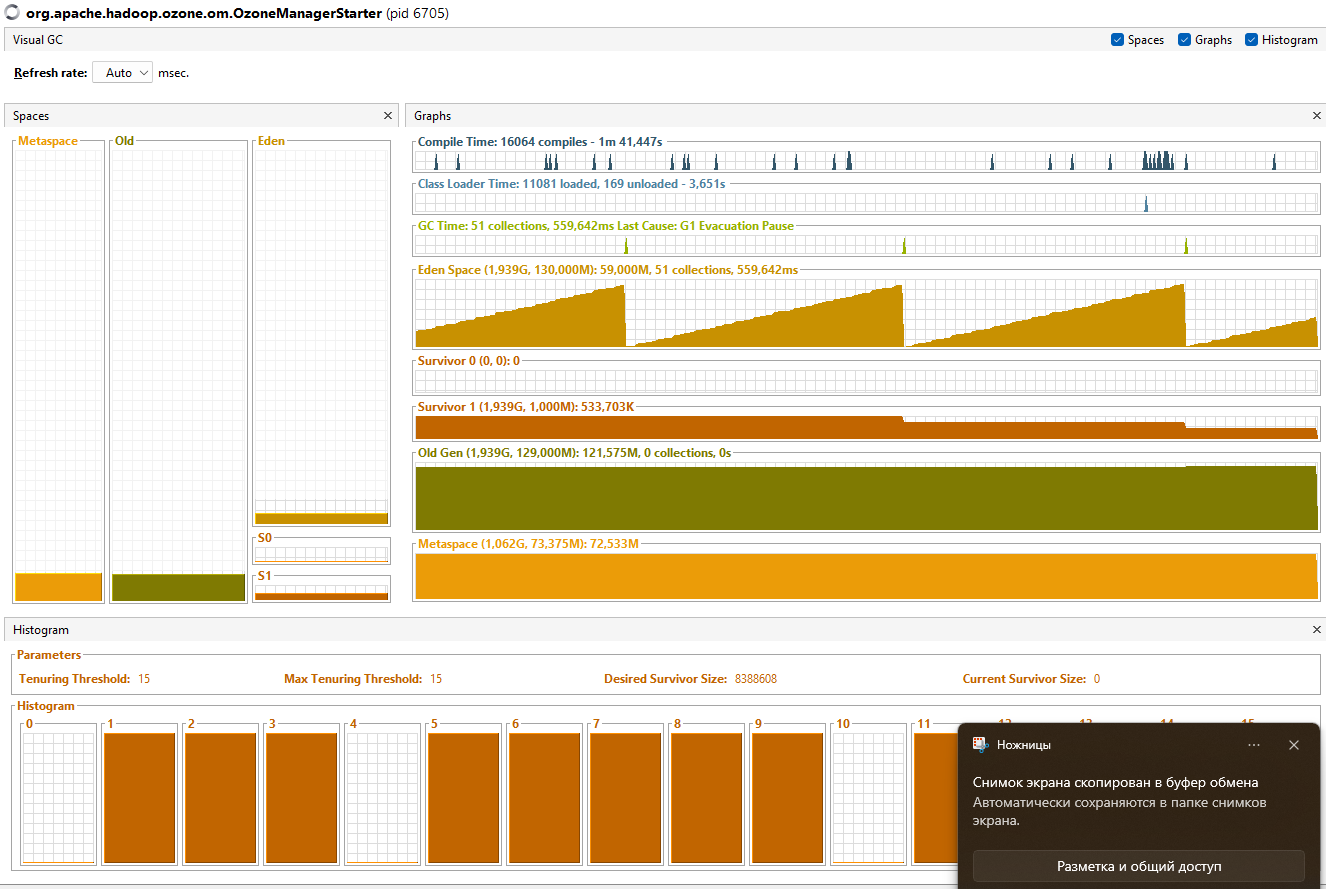 org.apache.hadoop.ozone.om.OzoneManagerStarter (pid 6705)
Visual GC
Spaces Graphs Histogram
Refresh rate: Auto msec.
Spaces
Metaspace Old Eden
S0
S1
Graphs
Compile Time: 16064 compiles - 1m 41,447s
Class Loader Time: 11081 loaded, 169 unloaded - 3,651s
GC Time: 51 collections, 559,642ms Last Cause: G1 Evacuation Pause
Eden Space (1,939G, 130,000M): 59,000M, 51 collections, 559,642ms
Survivor 0 (0, 0): 0
Survivor 1 (1,939G, 1,000M): 533,703K
Old Gen (1,939G, 129,000M): 121,575M, 0 collections, 0s
Metaspace (1,062G, 73,375M): 72,533M
Histogram
Parameters
Tenuring Threshold: 15 Max Tenuring Threshold: 15 Desired Survivor Size: 8388608 Current Survivor Size: 0
Histogram
0 1 2 3 4 5 6 7 8 9 10 11 12 13 14 15
Ножницы
Снимок экрана скопирован в буфер обмена
Автоматически сохраняются в папке снимков
экрана.
Разметка и общий доступ